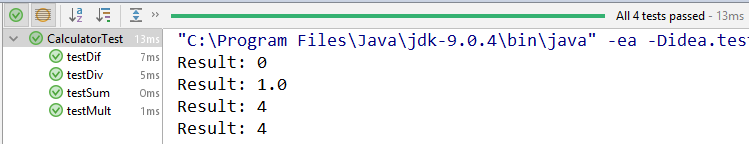 All 4 tests passed - 13ms
CalculatorTest 13ms
testDif 7ms
testDiv 5ms
testSum 0ms
testMult 1ms
"C:\Program Files\Java\jdk-9.0.4\bin\java" -ea -Didea.tes
Result: 0
Result: 1.0
Result: 4
Result: 4